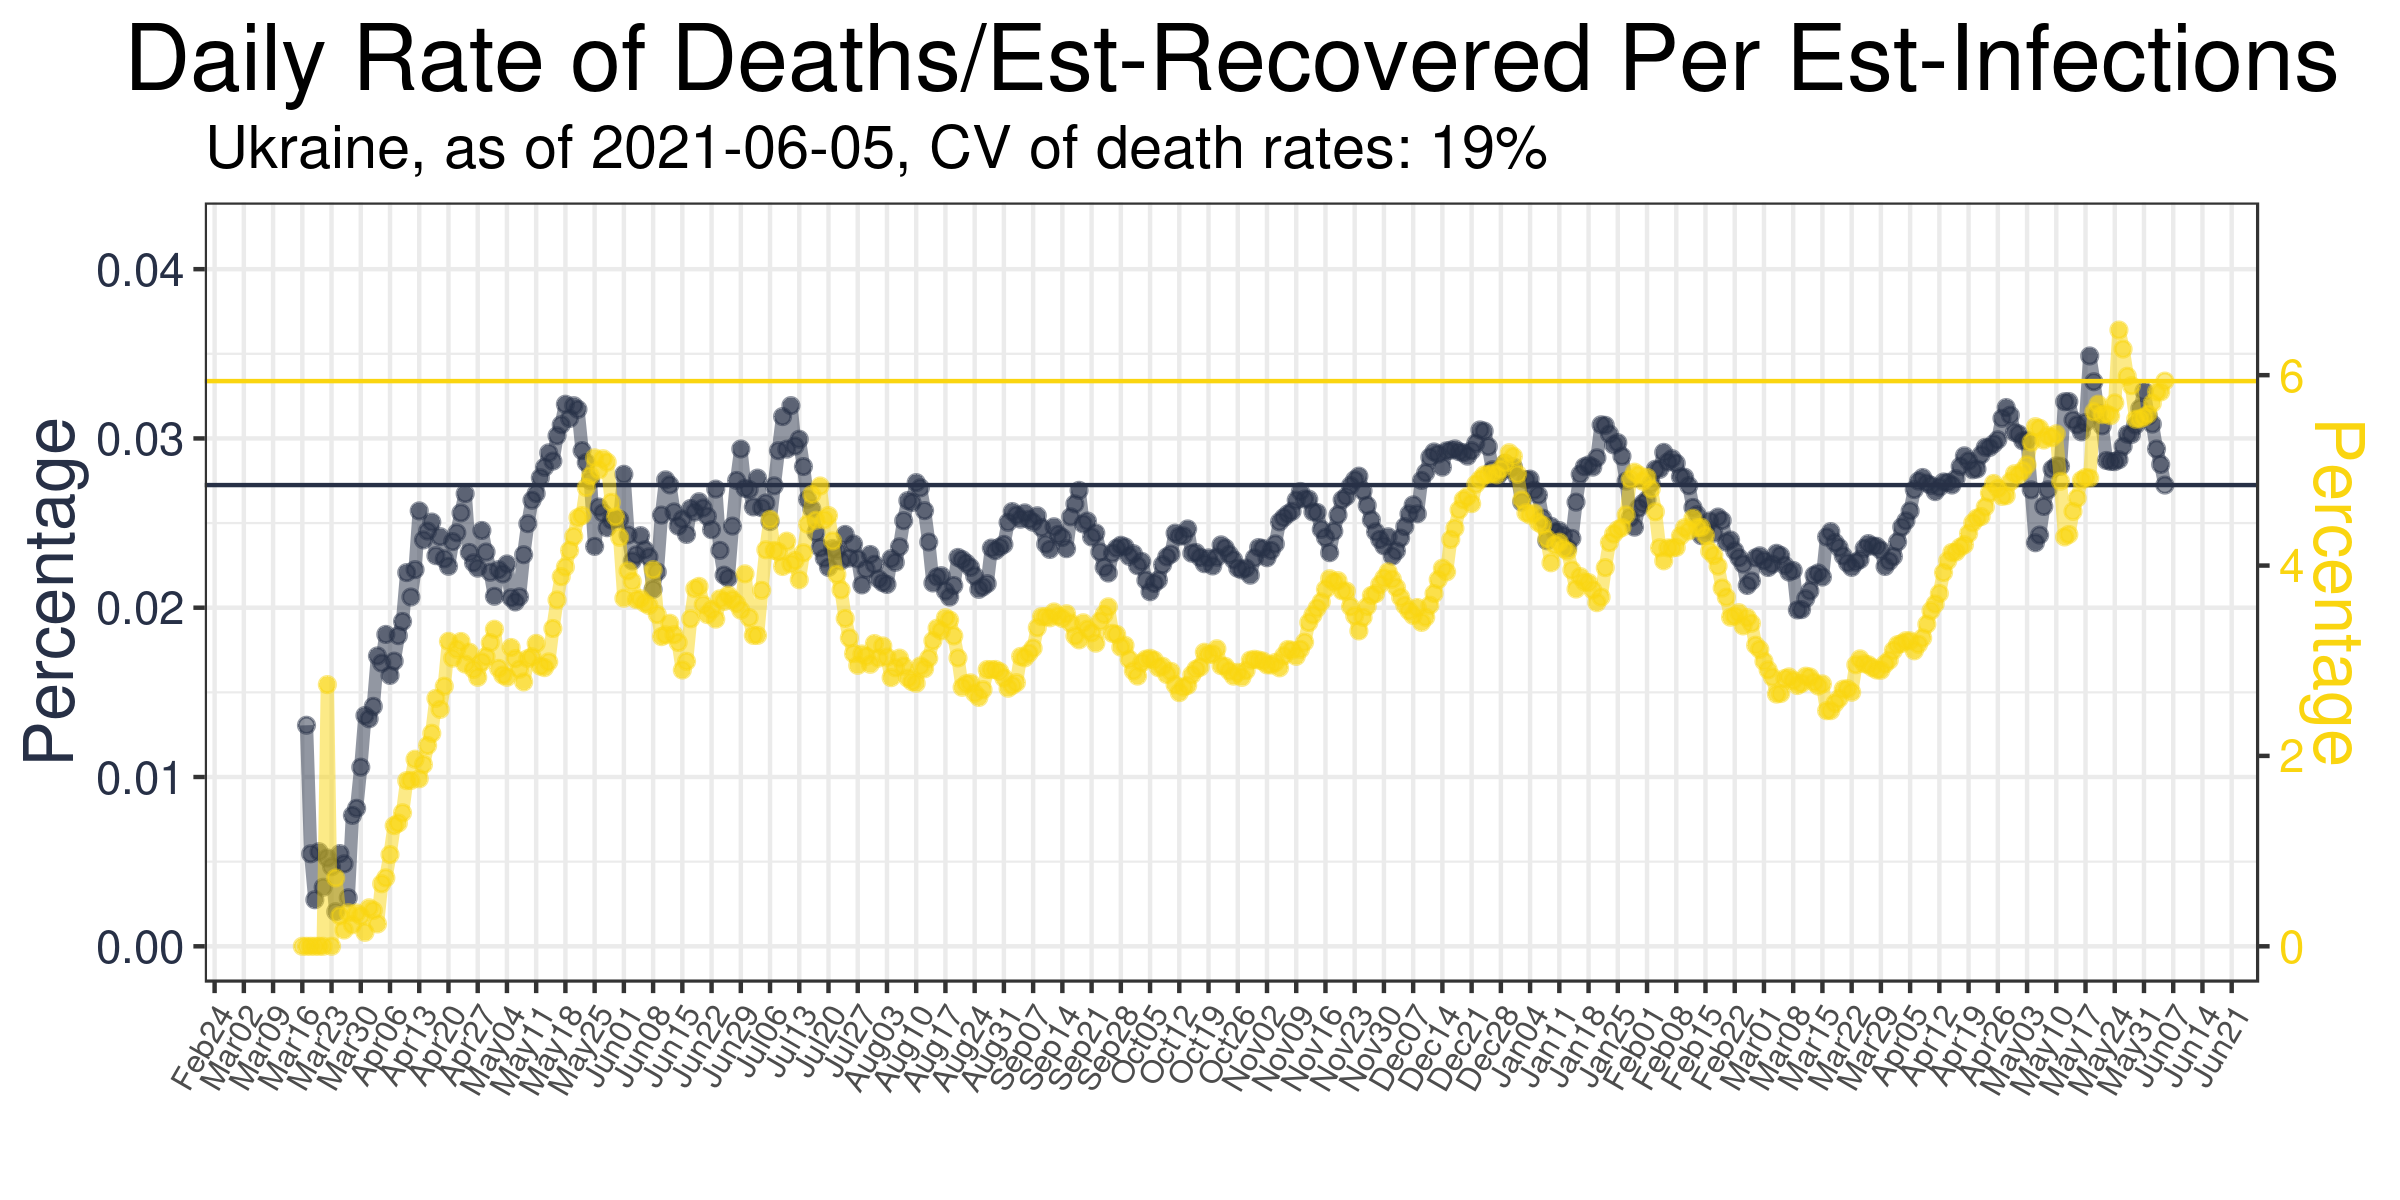 Daily Rate of Deaths/Est-Recovered Per Est-Infections
Ukraine, as of 2021-06-05, CV of death rates: 19%
Percentage
0.04
0.03
0.02
0.01
0.00
6
4
2
0
Percentage
Feb24
Mar02
Mar09
Mar16
Mar23
Mar30
Apr06
Apr13
Apr20
Apr27
May04
May11
May18
May25
Jun01
Jun08
Jun15
Jun22
Jun29
Jul06
Jul13
Jul20
Jul27
Aug03
Aug10
Aug17
Aug24
Aug31
Sep07
Sep14
Sep21
Sep28
Oct05
Oct12
Oct19
Oct26
Nov02
Nov09
Nov16
Nov23
Nov30
Dec07
Dec14
Dec21
Dec28
Jan04
Jan11
Jan18
Jan25
Feb01
Feb08
Feb15
Feb22
Mar01
Mar08
Mar15
Mar22
Mar29
Apr05
Apr12
Apr19
Apr26
May03
May10
May17
May24
May31
Jun07
Jun14
Jun21